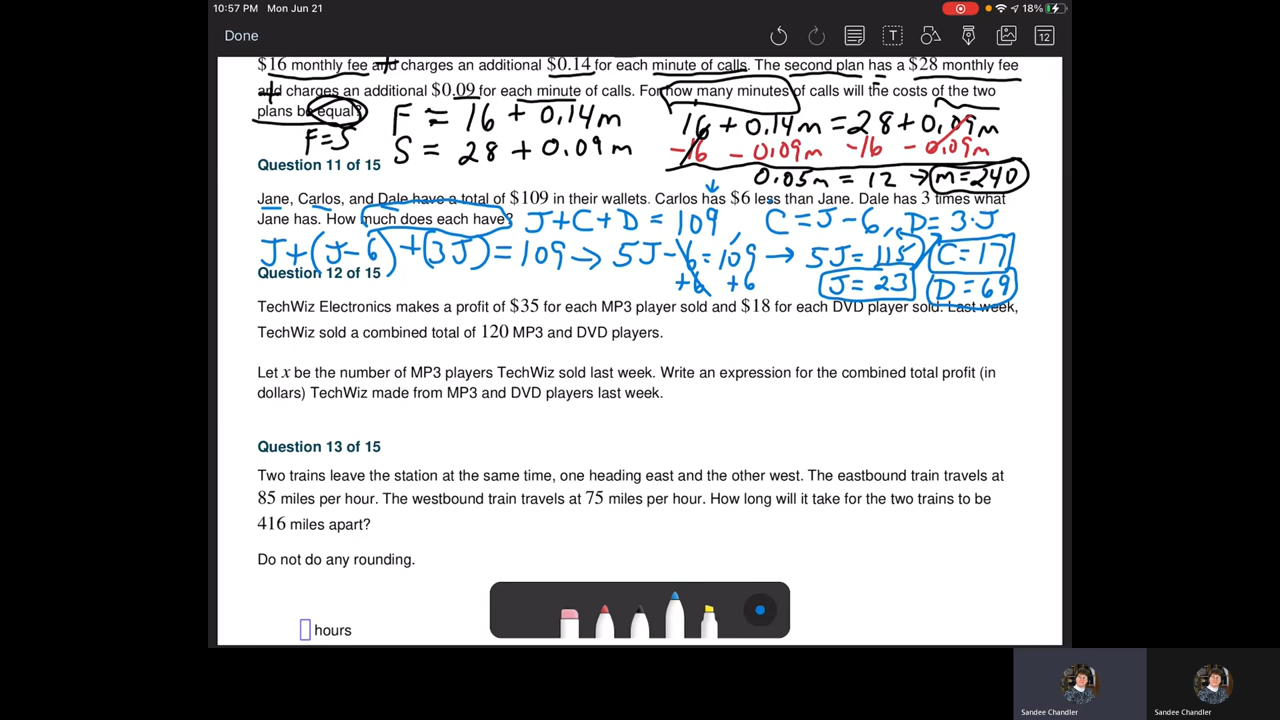 10:57 PM Mon Jun 21 18%
Done 12
$16 monthly fee and charges an additional $0.14 for each minute of calls. The second plan has a $28 monthly fee
and charges an additional $0.09 for each minute of calls. For how many minutes of calls will the costs of the two
plans be equal?
F = 16 + 0.14m 16 + 0.14m = 28 + 0.09m
F = S
S = 28 + 0.09m -16 - 0.09m -16 - 0.09m
0.05m = 12 → m = 240
Question 11 of 15
Jane, Carlos, and Dale have a total of $109 in their wallets. Carlos has $6 less than Jane. Dale has 3 times what
Jane has. How much does each have? J + C + D = 109 C = J - 6, D = 3·J
J + (J - 6) + (3J) = 109 → 5J - 6 = 109 → 5J = 115 C = 17
+6 +6 J = 23 D = 69
Question 12 of 15
TechWiz Electronics makes a profit of $35 for each MP3 player sold and $18 for each DVD player sold. Last week,
TechWiz sold a combined total of 120 MP3 and DVD players.
Let x be the number of MP3 players TechWiz sold last week. Write an expression for the combined total profit (in
dollars) TechWiz made from MP3 and DVD players last week.
Question 13 of 15
Two trains leave the station at the same time, one heading east and the other west. The eastbound train travels at
85 miles per hour. The westbound train travels at 75 miles per hour. How long will it take for the two trains to be
416 miles apart?
Do not do any rounding.
hours
Sandee Chandler Sandee Chandler